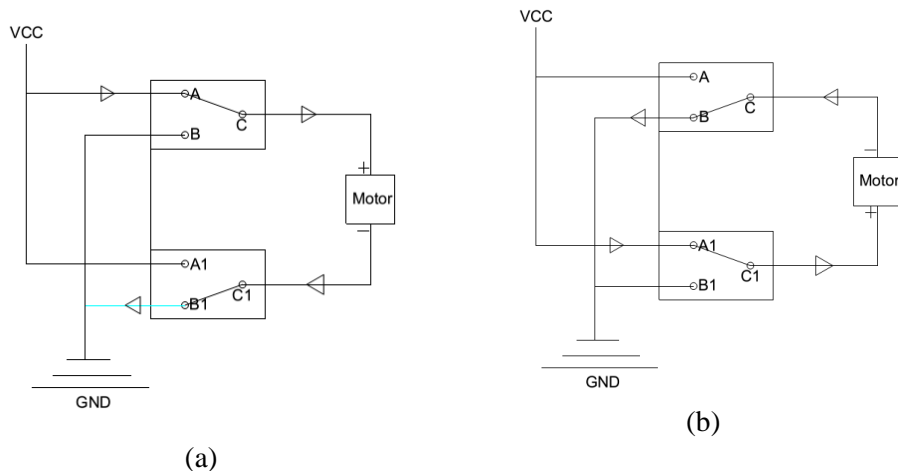 VCC
A
C
B
+
Motor
−
A1
C1
B1
GND
(a)
VCC
A
C
B
−
Motor
+
A1
C1
B1
GND
(b)